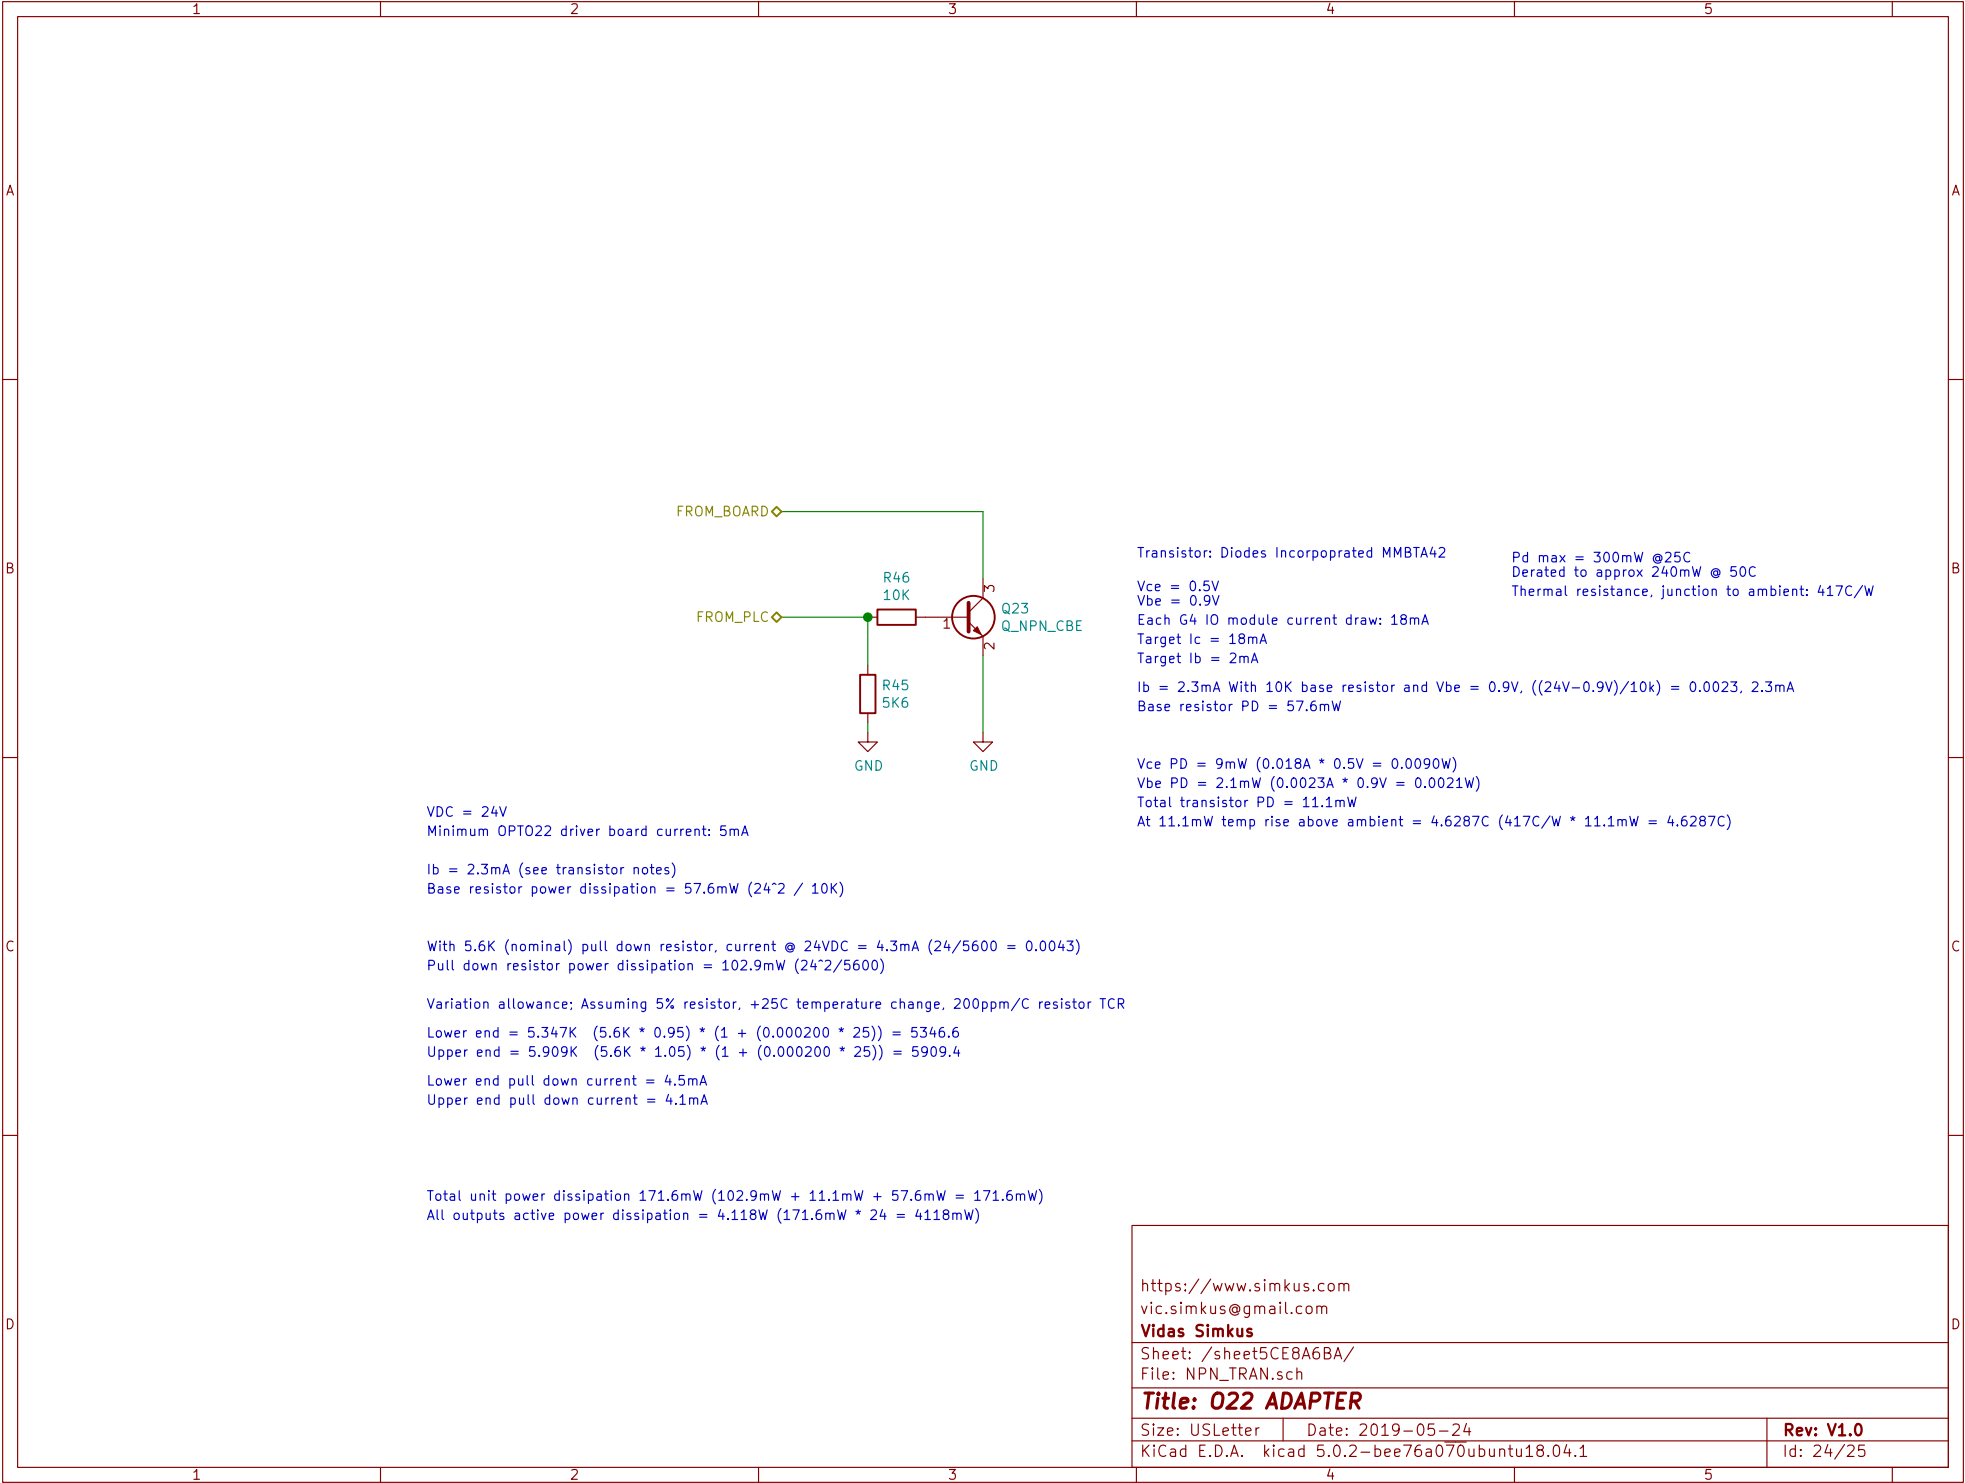 1 2 3 4 5
A A
B B
C C
D D
FROM_BOARD
R46
10K
FROM_PLC
1
3
2
Q23
Q_NPN_CBE
R45
5K6
GND
GND
Transistor: Diodes Incorpoprated MMBTA42
Vce = 0.5V
Vbe = 0.9V
Each G4 IO module current draw: 18mA
Target Ic = 18mA
Target Ib = 2mA
Ib = 2.3mA With 10K base resistor and Vbe = 0.9V, ((24V-0.9V)/10k) = 0.0023, 2.3mA
Base resistor PD = 57.6mW
Pd max = 300mW @25C
Derated to approx 240mW @ 50C
Thermal resistance, junction to ambient: 417C/W
Vce PD = 9mW (0.018A * 0.5V = 0.0090W)
Vbe PD = 2.1mW (0.0023A * 0.9V = 0.0021W)
Total transistor PD = 11.1mW
At 11.1mW temp rise above ambient = 4.6287C (417C/W * 11.1mW = 4.6287C)
VDC = 24V
Minimum OPTO22 driver board current: 5mA
Ib = 2.3mA (see transistor notes)
Base resistor power dissipation = 57.6mW (24^2 / 10K)
With 5.6K (nominal) pull down resistor, current @ 24VDC = 4.3mA (24/5600 = 0.0043)
Pull down resistor power dissipation = 102.9mW (24^2/5600)
Variation allowance; Assuming 5% resistor, +25C temperature change, 200ppm/C resistor TCR
Lower end = 5.347K  (5.6K * 0.95) * (1 + (0.000200 * 25)) = 5346.6
Upper end = 5.909K  (5.6K * 1.05) * (1 + (0.000200 * 25)) = 5909.4
Lower end pull down current = 4.5mA
Upper end pull down current = 4.1mA
Total unit power dissipation 171.6mW (102.9mW + 11.1mW + 57.6mW = 171.6mW)
All outputs active power dissipation = 4.118W (171.6mW * 24 = 4118mW)
https://www.simkus.com
vic.simkus@gmail.com
Vidas Simkus
Sheet: /sheet5CE8A6BA/
File: NPN_TRAN.sch
Title: O22 ADAPTER
Size: USLetter Date: 2019-05-24 Rev: V1.0
KiCad E.D.A. kicad 5.0.2-bee76a070ubuntu18.04.1 Id: 24/25
1 2 3 4 5